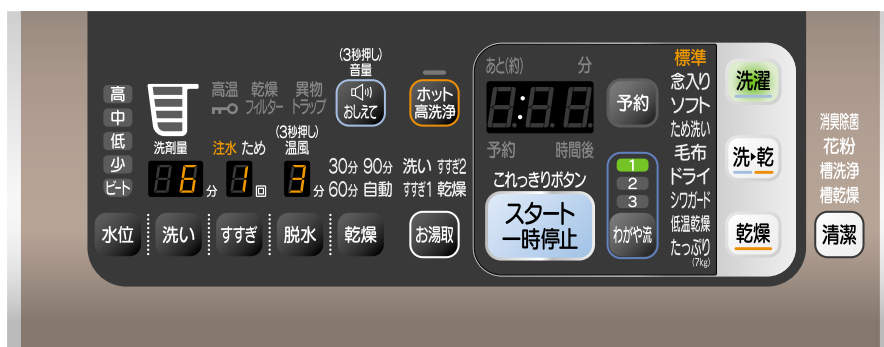 高
中
低
少
ビート
洗剤量
高温
乾燥
フィルター
異物
トラップ
(3秒押し)
音量
おしえて
ホット
高洗浄
注水 ため
(3秒押し)
温風
6 分
1 回
3 分
30分 90分
60分 自動
洗い すすぎ2
すすぎ1 乾燥
水位
洗い
すすぎ
脱水
乾燥
お湯取
あと(約) 分
8:88
予約 時間後
予約
これっきりボタン
スタート
一時停止
1
2
3
わがや流
標準
念入り
ソフト
ため洗い
毛布
ドライ
シワガード
低温乾燥
たっぷり
(7kg)
洗濯
洗▸乾
乾燥
消臭除菌
花粉
槽洗浄
槽乾燥
清潔